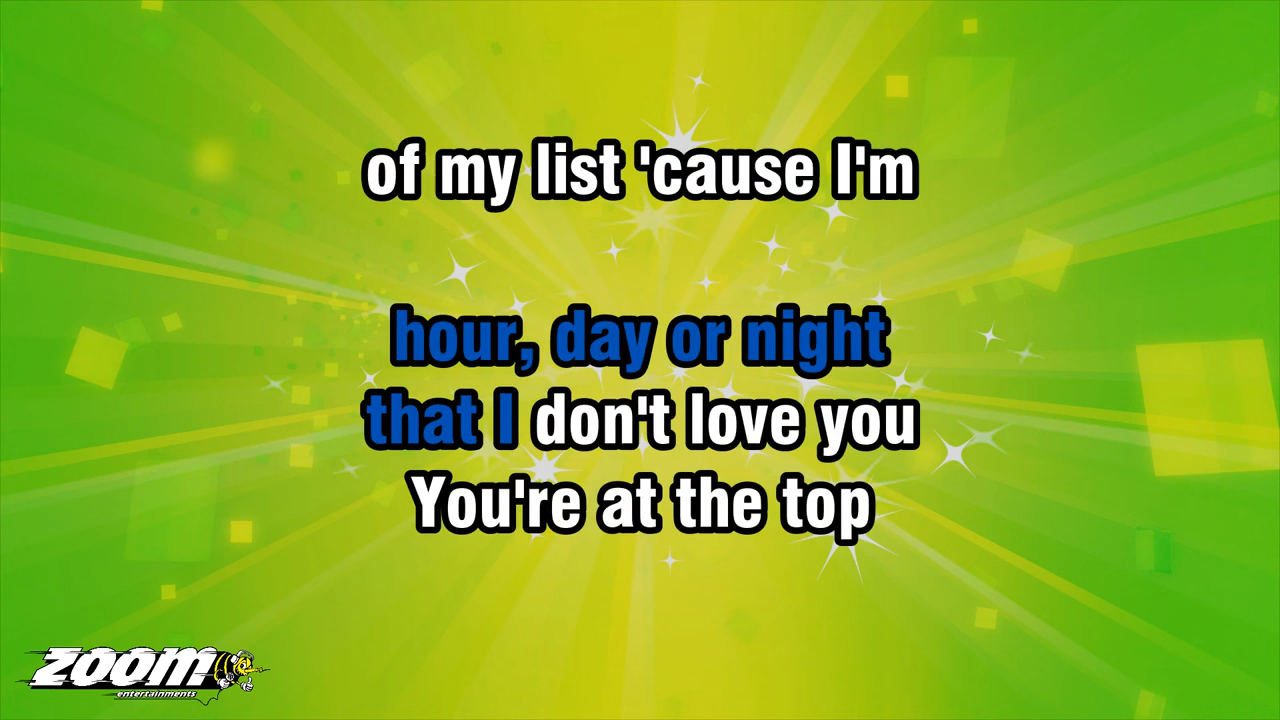 of my list 'cause I'm
hour, day or night
that I don't love you
You're at the top
ZOOM
entertainments